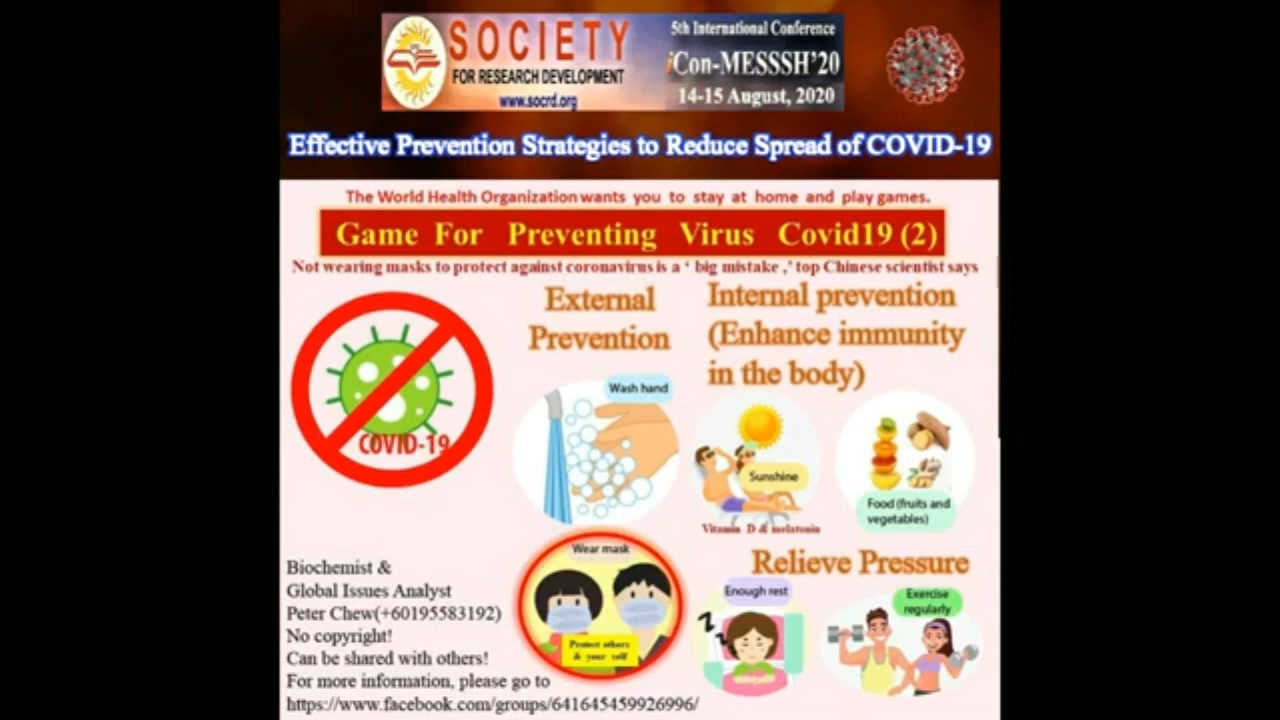 SOCIETY
FOR RESEARCH DEVELOPMENT
www.socrd.org
5th International Conference
iCon-MESSSH'20
14-15 August, 2020
Effective Prevention Strategies to Reduce Spread of COVID-19
The World Health Organization wants you to stay at home and play games.
Game For Preventing Virus Covid19 (2)
Not wearing masks to protect against coronavirus is a ' big mistake ,' top Chinese scientist says
COVID-19
External
Prevention
Wash hand
Wear mask
Protect others
& your self
Internal prevention
(Enhance immunity
in the body)
Sunshine
Vitamin D & melatonin
Food (fruits and
vegetables)
Relieve Pressure
Enough rest
Z
Z
Exercise
regularly
Biochemist &
Global Issues Analyst
Peter Chew(+60195583192)
No copyright!
Can be shared with others!
For more information, please go to
https://www.facebook.com/groups/641645459926996/